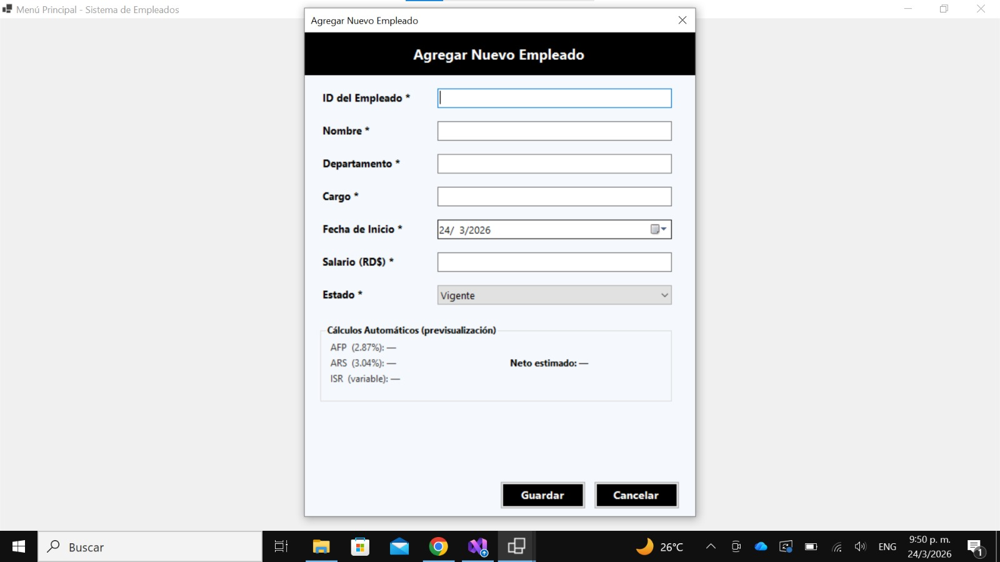 Menú Principal - Sistema de Empleados
Agregar Nuevo Empleado
Agregar Nuevo Empleado
ID del Empleado *
Nombre *
Departamento *
Cargo *
Fecha de Inicio * 24/ 3/2026
Salario (RD$) *
Estado * Vigente
Cálculos Automáticos (previsualización)
AFP (2.87%): —
ARS (3.04%): — Neto estimado: —
ISR (variable): —
Guardar Cancelar
Buscar 26°C ENG 9:50 p. m.
24/3/2026 1